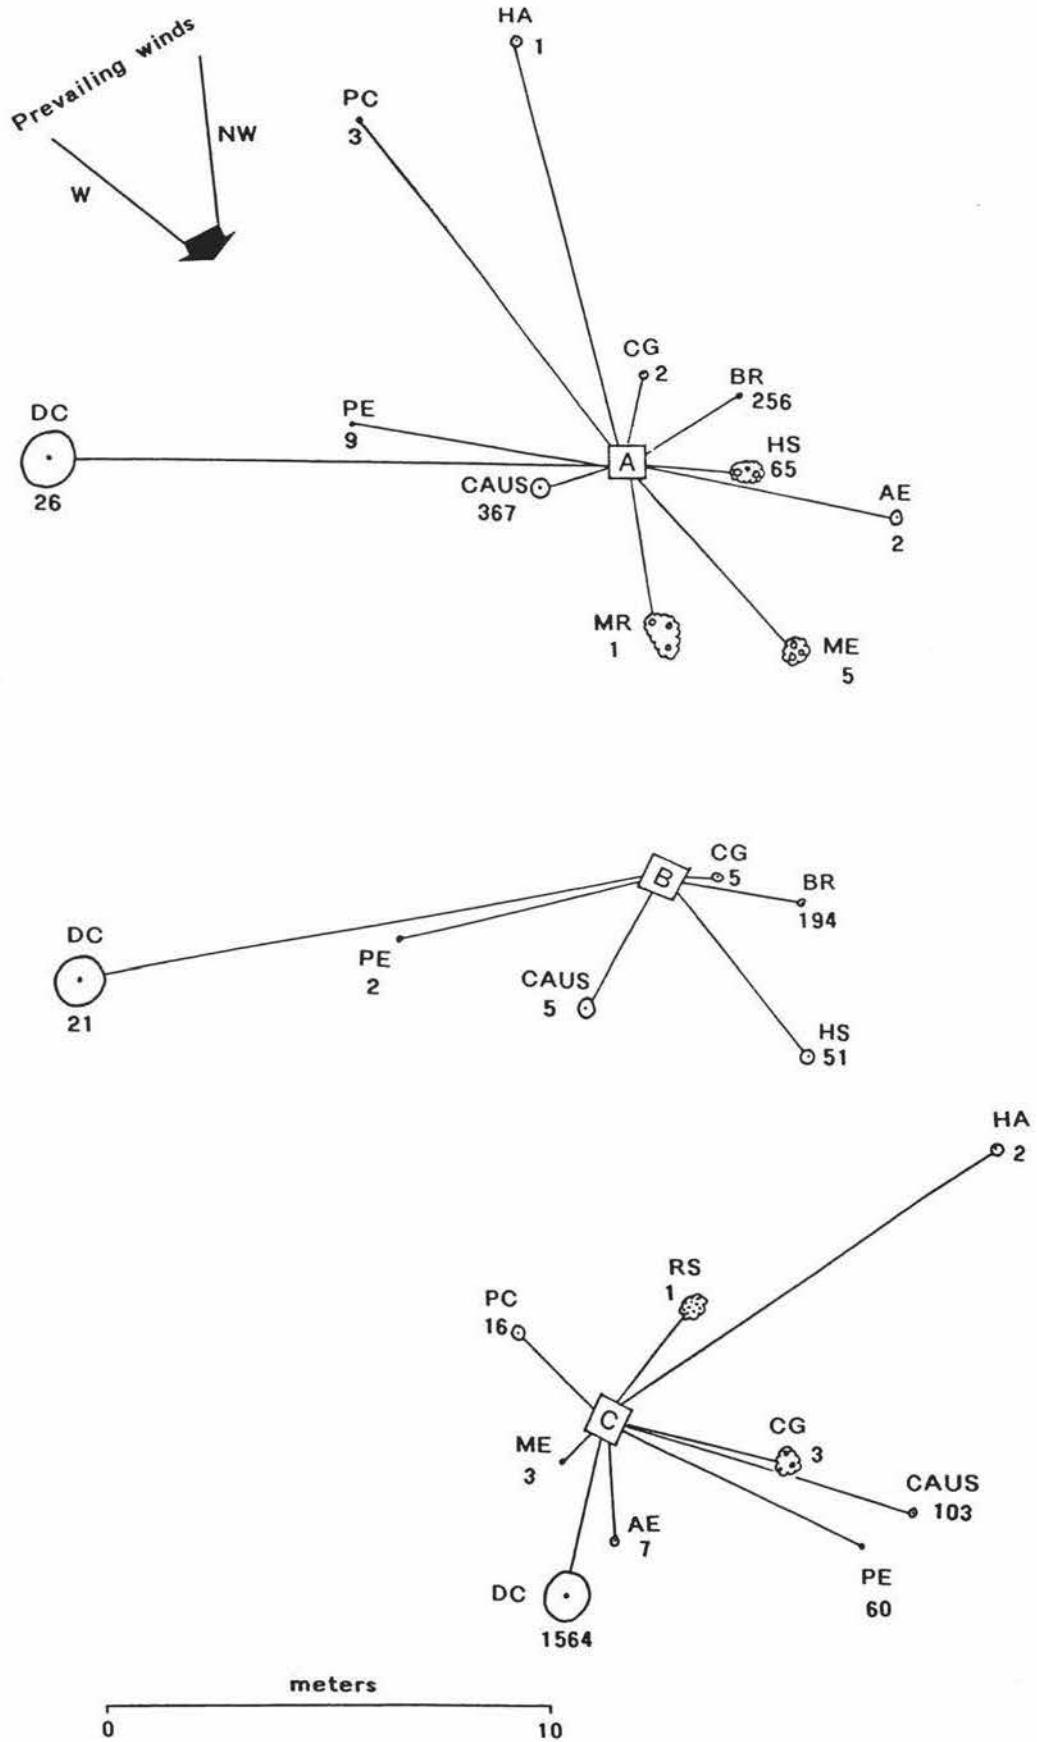 Prevailing winds
NW
W
HA
1
PC
3
CG
2
BR
256
HS
65
A
AE
2
DC
26
PE
9
CAUS
367
MR
1
ME
5
B
CG
5
BR
194
DC
21
PE
2
CAUS
5
HS
51
HA
2
RS
1
PC
16
C
CG
3
ME
3
CAUS
103
AE
7
PE
60
DC
1564
meters
0 10